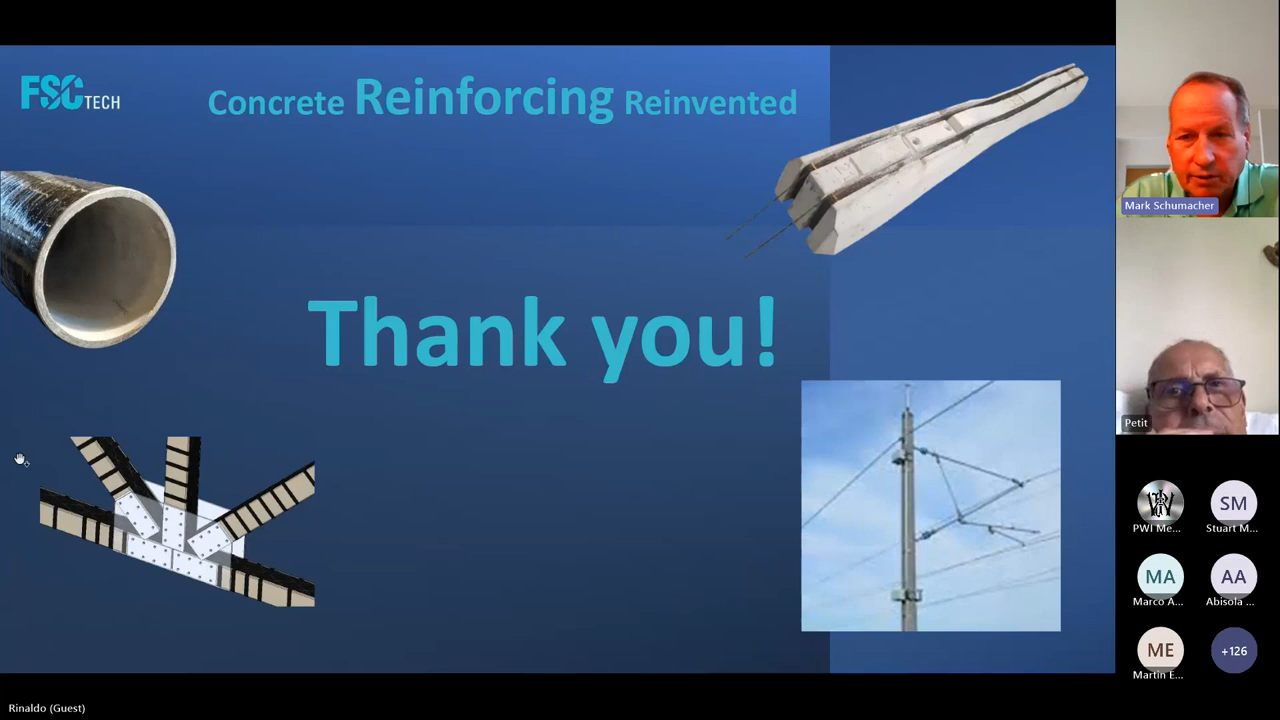 FSC TECH
Concrete Reinforcing Reinvented
Thank you!
Mark Schumacher
Petit
PWI Me...
SM
Stuart M...
MA
Marco A...
AA
Abisola ...
ME
Martin E...
+126
Rinaldo (Guest)